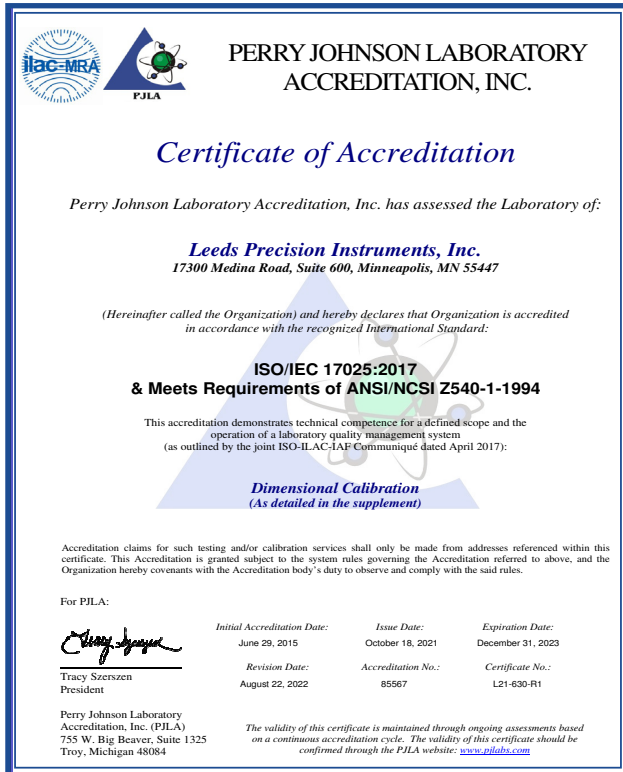 ilac-MRA
PJLA
PERRY JOHNSON LABORATORY
ACCREDITATION, INC.
Certificate of Accreditation
Perry Johnson Laboratory Accreditation, Inc. has assessed the Laboratory of:
Leeds Precision Instruments, Inc.
17300 Medina Road, Suite 600, Minneapolis, MN 55447
(Hereinafter called the Organization) and hereby declares that Organization is accredited
in accordance with the recognized International Standard:
ISO/IEC 17025:2017
& Meets Requirements of ANSI/NCSI Z540-1-1994
This accreditation demonstrates technical competence for a defined scope and the
operation of a laboratory quality management system
(as outlined by the joint ISO-ILAC-IAF Communiqué dated April 2017):
Dimensional Calibration
(As detailed in the supplement)
Accreditation claims for such testing and/or calibration services shall only be made from addresses referenced within this
certificate. This Accreditation is granted subject to the system rules governing the Accreditation referred to above, and the
Organization hereby covenants with the Accreditation body's duty to observe and comply with the said rules.
For PJLA:
Initial Accreditation Date: Issue Date: Expiration Date:
June 29, 2015 October 18, 2021 December 31, 2023
Revision Date: Accreditation No.: Certificate No.:
August 22, 2022 85567 L21-630-R1
Tracy Szerszen
President
Perry Johnson Laboratory
Accreditation, Inc. (PJLA)
755 W. Big Beaver, Suite 1325
Troy, Michigan 48084
The validity of this certificate is maintained through ongoing assessments based
on a continuous accreditation cycle. The validity of this certificate should be
confirmed through the PJLA website: www.pjlabs.com